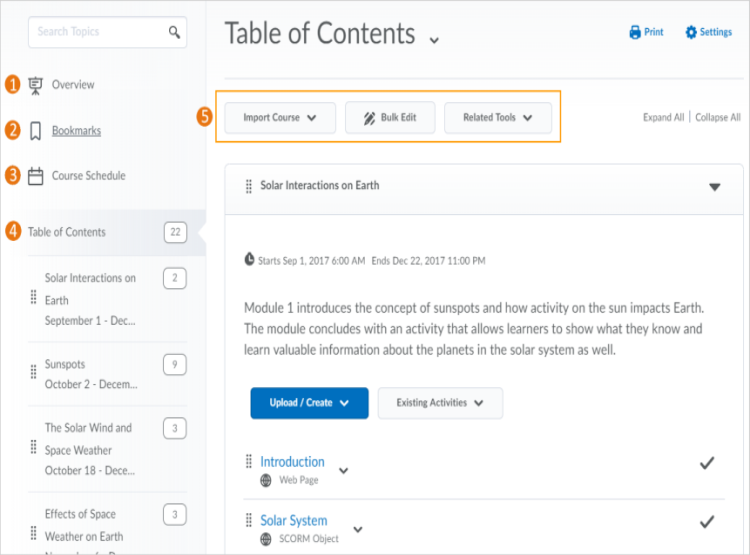 Search Topics
1 Overview
2 Bookmarks
3 Course Schedule
4 Table of Contents 22
Solar Interactions on 2
Earth
September 1 - Dec...
Sunspots 9
October 2 - Decem...
The Solar Wind and 3
Space Weather
October 18 - Dece...
Effects of Space 3
Weather on Earth
Table of Contents
Print Settings
5 Import Course Bulk Edit Related Tools
Expand All | Collapse All
Solar Interactions on Earth
Starts Sep 1, 2017 6:00 AM Ends Dec 22, 2017 11:00 PM
Module 1 introduces the concept of sunspots and how activity on the sun impacts Earth.
The module concludes with an activity that allows learners to show what they know and
learn valuable information about the planets in the solar system as well.
Upload / Create Existing Activities
Introduction
Web Page
Solar System
SCORM Object